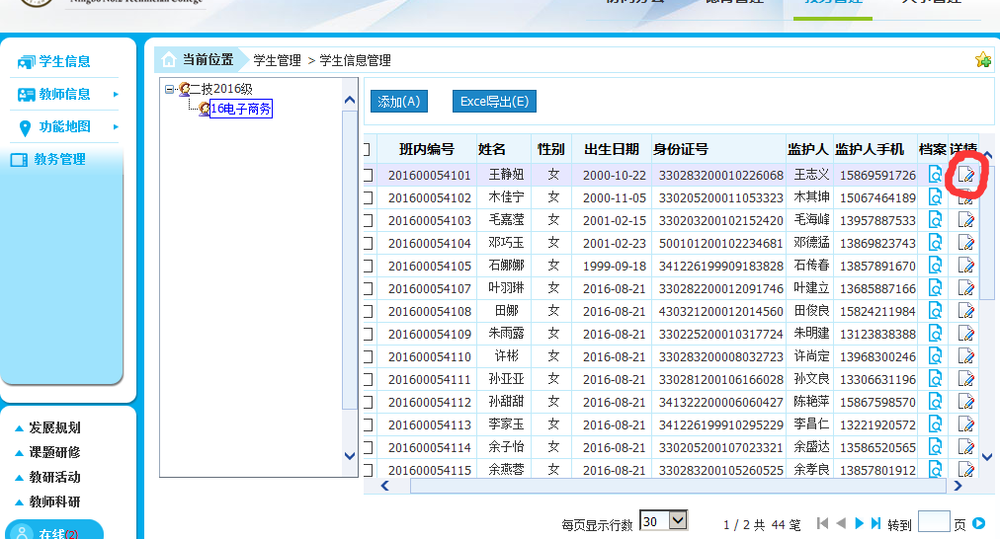 Ningbo No.2 Technician College
教务管理
学生信息
教师信息
功能地图
教务管理
当前位置 学生管理 > 学生信息管理
二技2016级
16电子商务
添加(A) Excel导出(E)
班内编号 姓名 性别 出生日期 身份证号 监护人 监护人手机 档案 详情
201600054101 王静妞 女 2000-10-22 330283200010226068 王志义 15869591726
201600054102 木佳宁 女 2000-11-05 330205200011053323 木其坤 15067464189
201600054103 毛嘉莹 女 2001-02-15 330203200102152420 毛海峰 13957887533
201600054104 邓巧玉 女 2001-02-23 500101200102234681 邓德猛 13869823743
201600054105 石娜娜 女 1999-09-18 341226199909183828 石传春 13857891670
201600054107 叶羽琳 女 2016-08-21 330282200012091746 叶建立 13685887166
201600054108 田娜 女 2016-08-21 430321200012014560 田俊良 15824211984
201600054109 朱雨露 女 2016-08-21 330225200010317724 朱明建 13123838388
201600054110 许彬 女 2016-08-21 330283200008032723 许尚定 13968300246
201600054111 孙亚亚 女 2016-08-21 330281200106166028 孙文良 13306631196
201600054112 孙甜甜 女 2016-08-21 341322200006060427 陈艳萍 15867598570
201600054113 李家玉 女 2016-08-21 341226199910295229 李昌仁 13221920572
201600054114 余子怡 女 2016-08-21 330205200107023321 余盛达 13586520565
201600054115 余燕蓉 女 2016-08-21 330282200105260525 余孝良 13757801912
发展规划
课题研修
教研活动
教师科研
在线(2)
每页显示行数 30 1 / 2 共 44 笔 转到 页